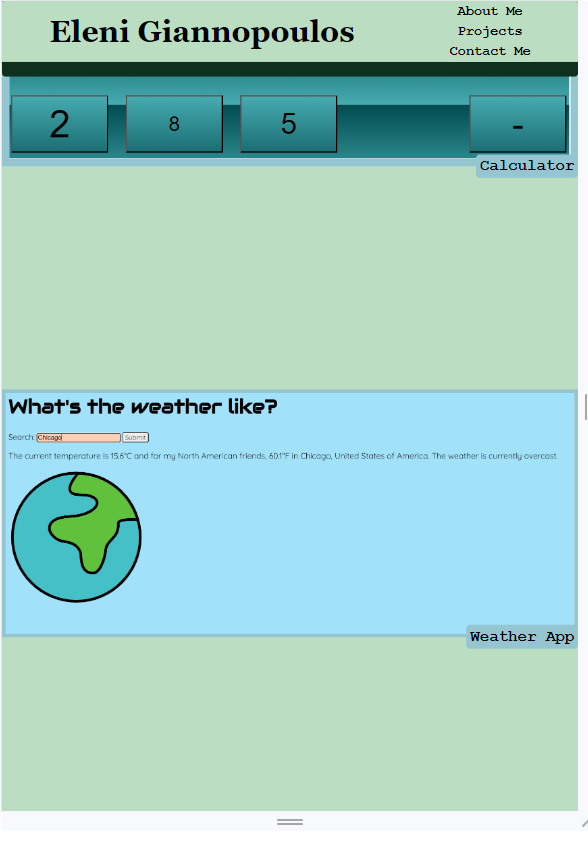 Eleni Giannopoulos
About Me
Projects
Contact Me
2 8 5 -
Calculator
What's the weather like?
Search: Chicago Submit
The current temperature is 15.6°C and for my North American friends, 60.1°F in Chicago, United States of America. The weather is currently overcast.
Weather App